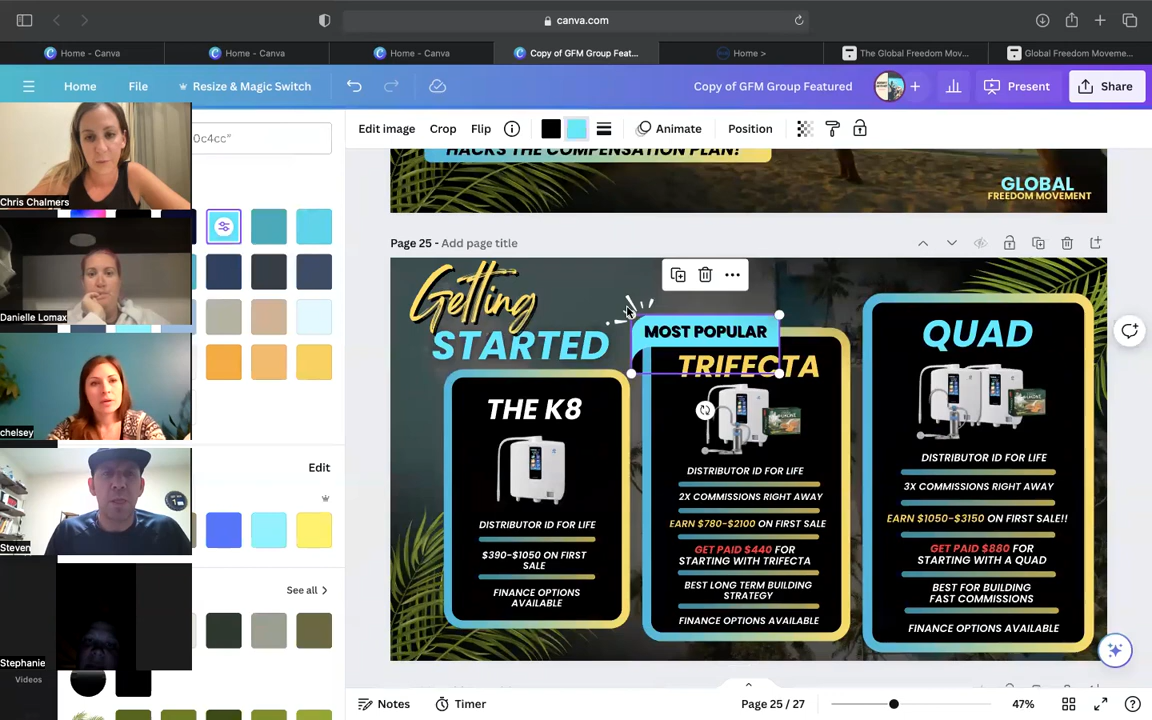 canva.com
Home - Canva
Home - Canva
Home - Canva
Copy of GFM Group Feat...
Home >
The Global Freedom Mov...
Global Freedom Moveme...
Home
File
Resize & Magic Switch
Copy of GFM Group Featured
Present
Share
0c4cc"
Edit image
Crop
Flip
Animate
Position
HACKS THE COMPENSATION PLAN!
GLOBAL
FREEDOM MOVEMENT
Chris Chalmers
Danielle Lomax
chelsey
Steven
Stephanie
Videos
Edit
See all >
Page 25 - Add page title
Getting
STARTED
THE K8
DISTRIBUTOR ID FOR LIFE
$390-$1050 ON FIRST
SALE
FINANCE OPTIONS
AVAILABLE
MOST POPULAR
TRIFECTA
DISTRIBUTOR ID FOR LIFE
2X COMMISSIONS RIGHT AWAY
EARN $780-$2100 ON FIRST SALE
GET PAID $440 FOR
STARTING WITH TRIFECTA
BEST LONG TERM BUILDING
STRATEGY
FINANCE OPTIONS AVAILABLE
QUAD
DISTRIBUTOR ID FOR LIFE
3X COMMISSIONS RIGHT AWAY
EARN $1050-$3150 ON FIRST SALE!!
GET PAID $880 FOR
STARTING WITH A QUAD
BEST FOR BUILDING
FAST COMMISSIONS
FINANCE OPTIONS AVAILABLE
Notes
Timer
Page 25 / 27
47%